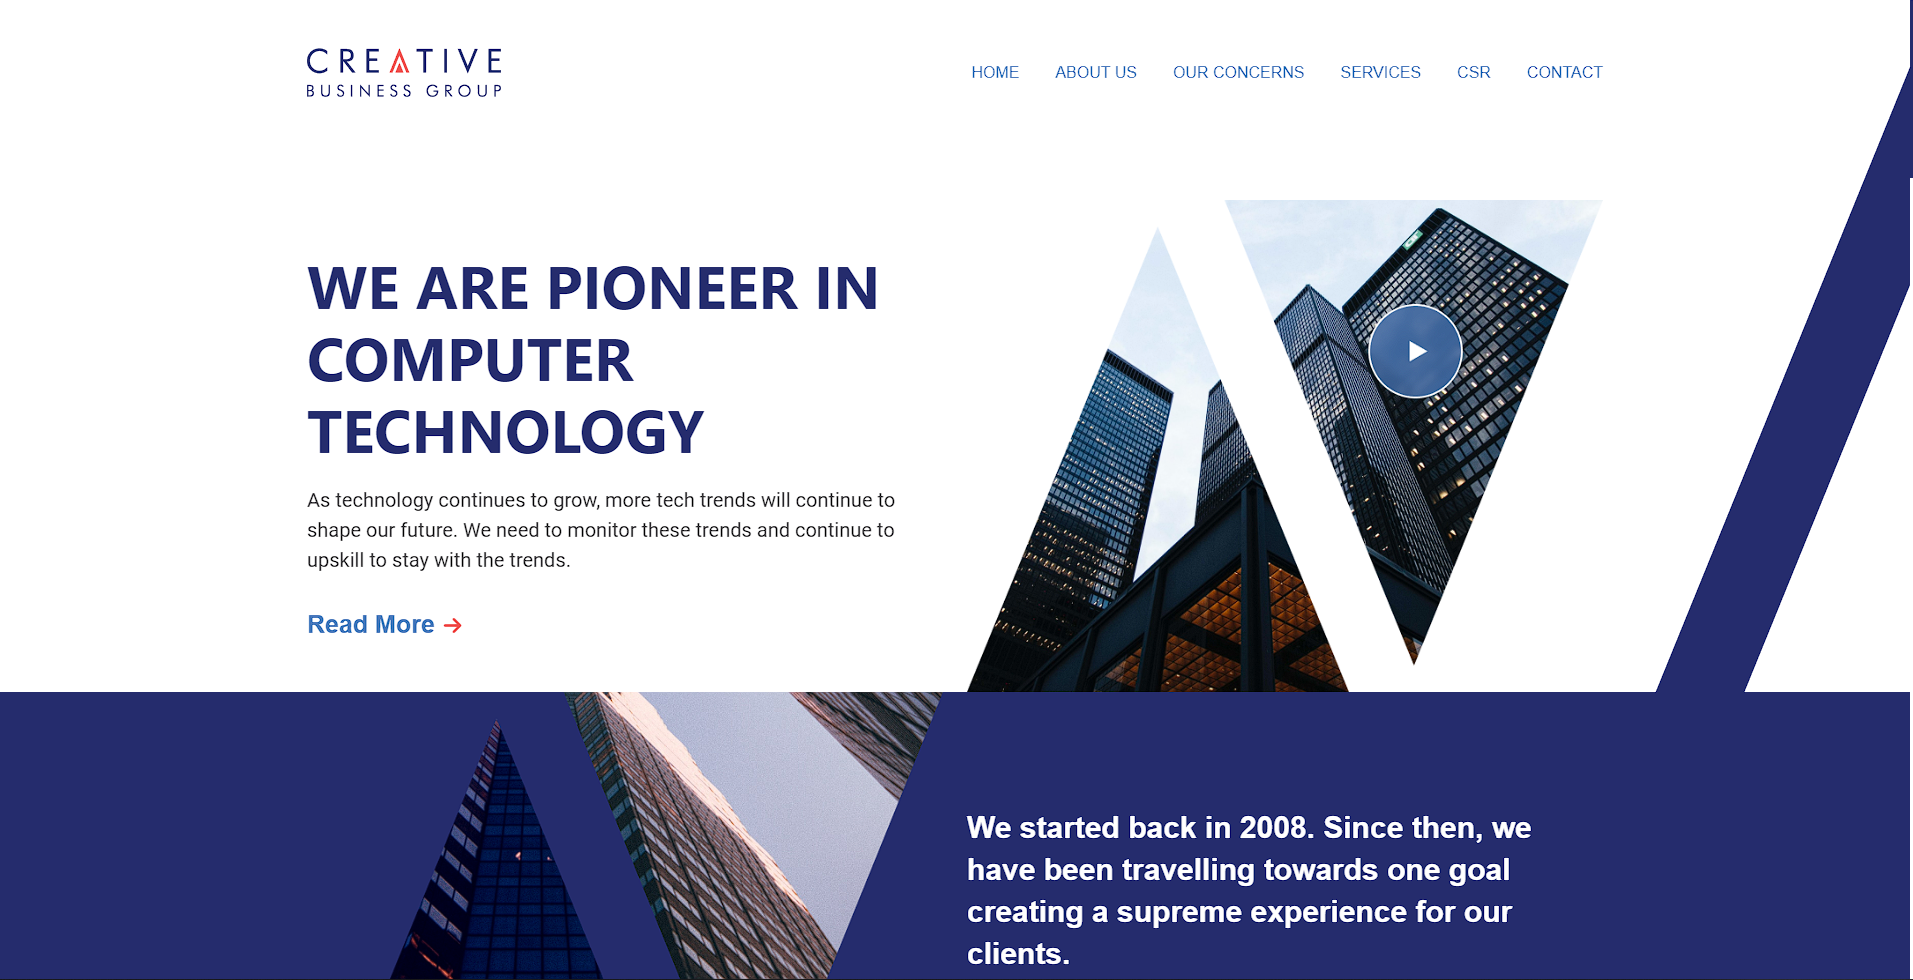 CREATIVE
BUSINESS GROUP
HOME ABOUT US OUR CONCERNS SERVICES CSR CONTACT
WE ARE PIONEER IN
COMPUTER
TECHNOLOGY
As technology continues to grow, more tech trends will continue to
shape our future. We need to monitor these trends and continue to
upskill to stay with the trends.
Read More
We started back in 2008. Since then, we
have been travelling towards one goal
creating a supreme experience for our
clients.